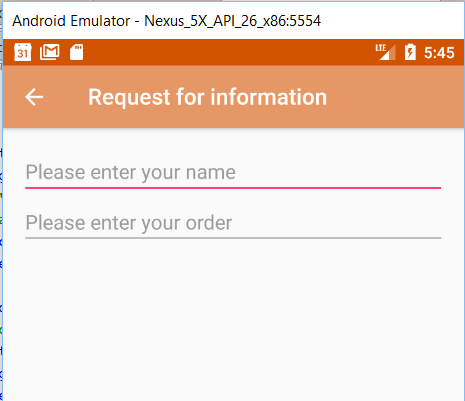 Android Emulator - Nexus_5X_API_26_x86:5554
31 LTE 5:45
Request for information
Please enter your name
Please enter your order